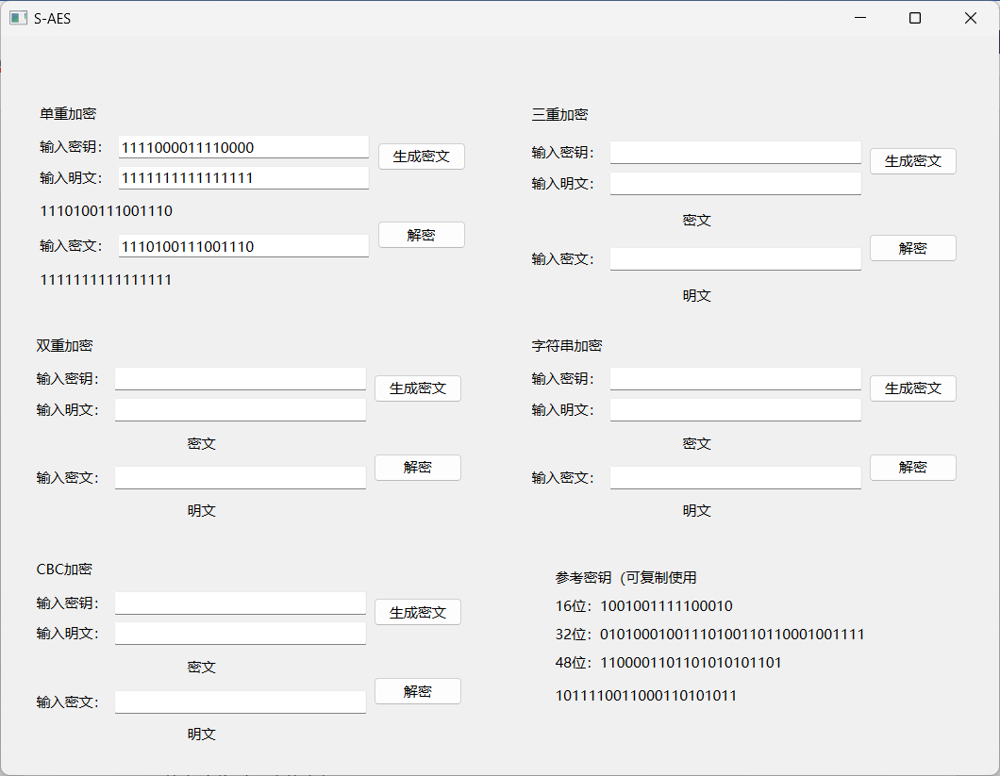 S-AES
单重加密
输入密钥： 1111000011110000
生成密文
输入明文： 1111111111111111
1110100111001110
输入密文： 1110100111001110
解密
1111111111111111
三重加密
输入密钥：
生成密文
输入明文：
密文
输入密文：
解密
明文
双重加密
输入密钥：
生成密文
输入明文：
密文
输入密文：
解密
明文
字符串加密
输入密钥：
生成密文
输入明文：
密文
输入密文：
解密
明文
CBC加密
输入密钥：
生成密文
输入明文：
密文
输入密文：
解密
明文
参考密钥（可复制使用
16位：1001001111100010
32位：01010001001110100110110001001111
48位：1100001101101010101101
1011110011000110101011